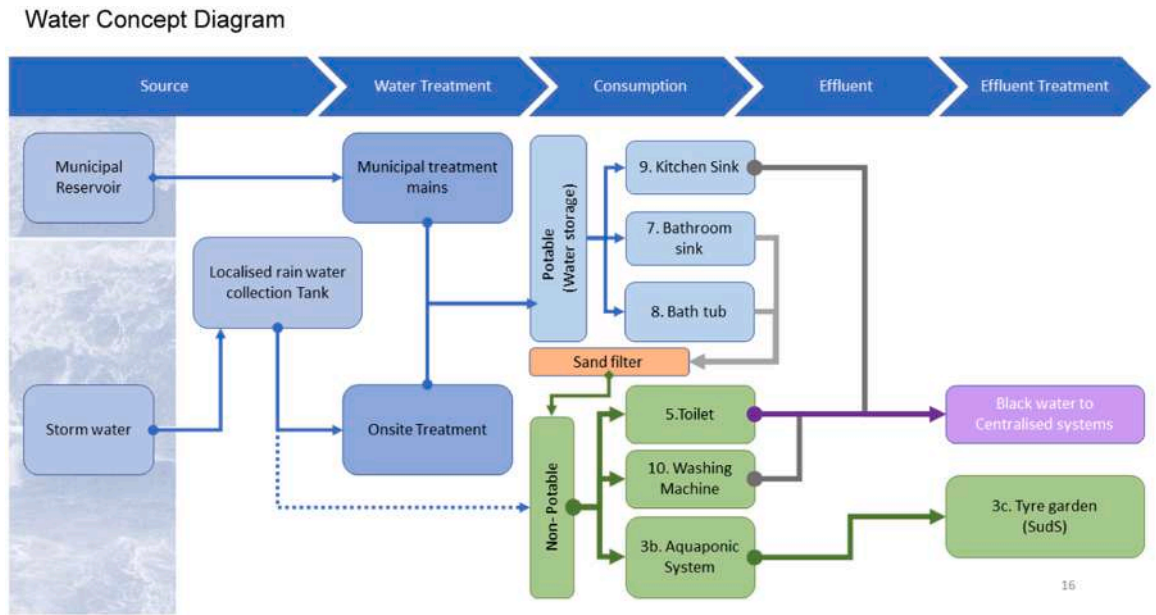 Water Concept Diagram
Source
Water Treatment
Consumption
Effluent
Effluent Treatment
Municipal
Reservoir
Municipal treatment
mains
Potable
(Water storage)
9. Kitchen Sink
7. Bathroom
sink
8. Bath tub
Localised rain water
collection Tank
Sand filter
Storm water
Onsite Treatment
Non- Potable
5.Toilet
10. Washing
Machine
3b. Aquaponic
System
Black water to
Centralised systems
3c. Tyre garden
(SudS)
16